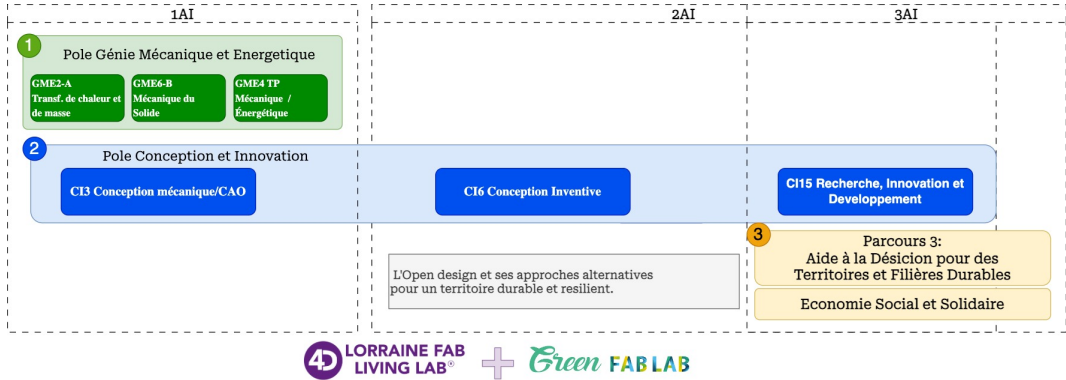 1AI
2AI
3AI
1
Pole Génie Mécanique et Energetique
GME2-A
Transf. de chaleur et
de masse
GME6-B
Mécanique du
Solide
GME4 TP
Mécanique /
Énergétique
2
Pole Conception et Innovation
CI3 Conception mécanique/CAO
CI6 Conception Inventive
CI15 Recherche, Innovation et
Developpement
3
Parcours 3:
Aide à la Désicion pour des
Territoires et Filières Durables
L'Open design et ses approches alternatives
pour un territoire durable et resilient.
Economie Social et Solidaire
4D
LORRAINE FAB
LIVING LAB®
Green FABLAB